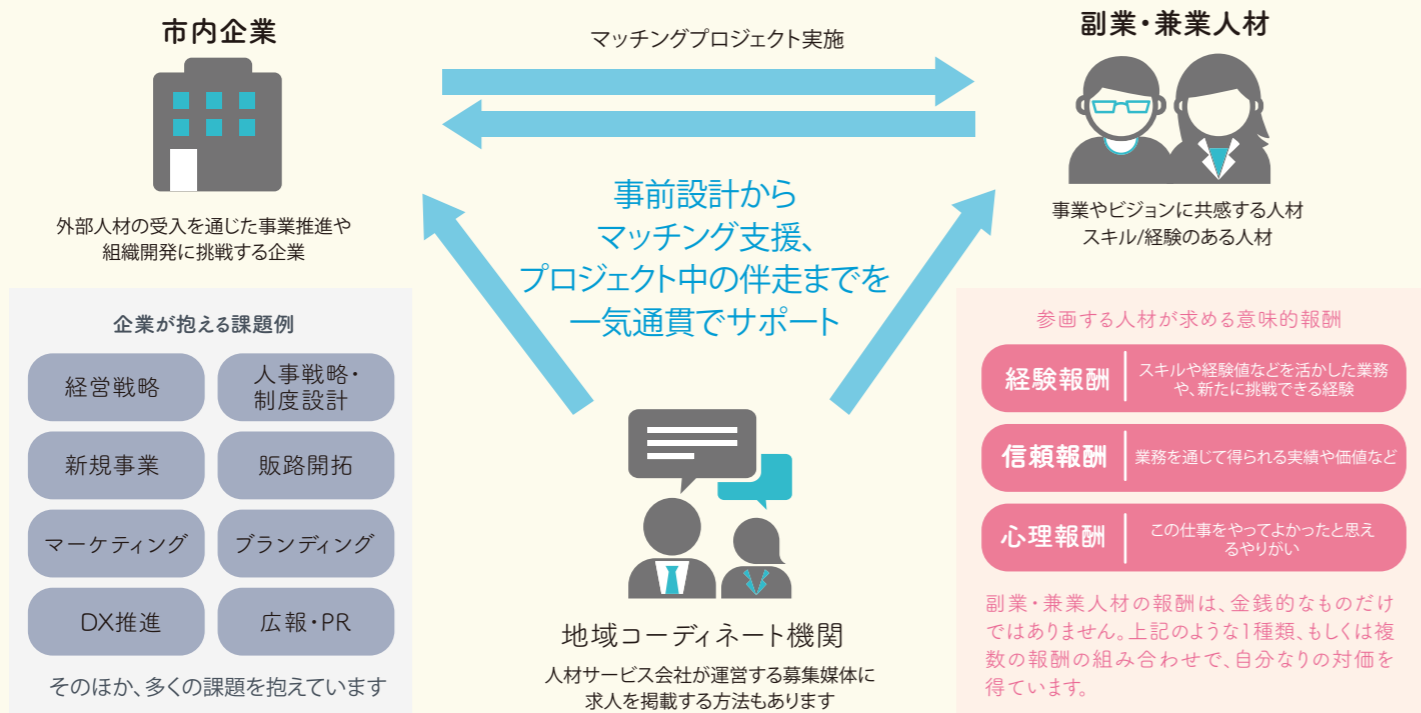 市内企業
外部人材の受入を通じた事業推進や
組織開発に挑戦する企業
マッチングプロジェクト実施
副業・兼業人材
事業やビジョンに共感する人材
スキル/経験のある人材
事前設計から
マッチング支援、
プロジェクト中の伴走までを
一気通貫でサポート
企業が抱える課題例
経営戦略
人事戦略・
制度設計
新規事業
販路開拓
マーケティング
ブランディング
DX推進
広報・PR
そのほか、多くの課題を抱えています
地域コーディネート機関
人材サービス会社が運営する募集媒体に
求人を掲載する方法もあります
参画する人材が求める意味的報酬
経験報酬
スキルや経験値などを活かした業務
や、新たに挑戦できる経験
信頼報酬
業務を通じて得られる実績や価値など
心理報酬
この仕事をやってよかったと思え
るやりがい
副業・兼業人材の報酬は、金銭的なものだけ
ではありません。上記のような1種類、もしくは複
数の報酬の組み合わせで、自分なりの対価を
得ています。